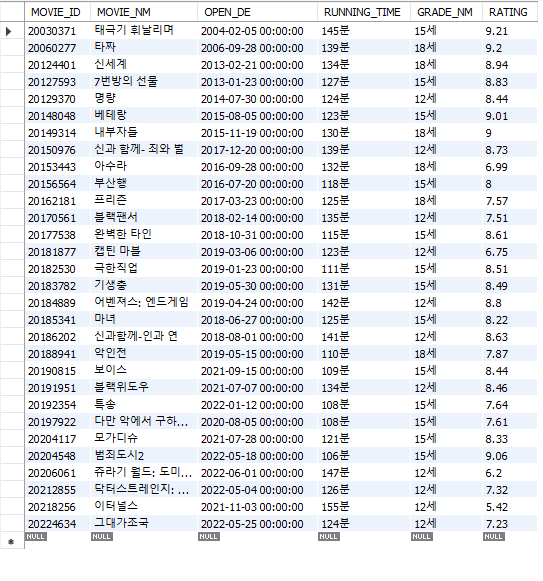 MOVIE_ID MOVIE_NM OPEN_DE RUNNING_TIME GRADE_NM RATING
20030371 태극기 휘날리며 2004-02-05 00:00:00 145분 15세 9.21
20060277 타짜 2006-09-28 00:00:00 139분 18세 9.2
20124401 신세계 2013-02-21 00:00:00 134분 18세 8.94
20127593 7번방의 선물 2013-01-23 00:00:00 127분 15세 8.83
20129370 명량 2014-07-30 00:00:00 124분 12세 8.44
20148048 베테랑 2015-08-05 00:00:00 123분 15세 9.01
20149314 내부자들 2015-11-19 00:00:00 130분 18세 9
20150976 신과 함께- 죄와 벌 2017-12-20 00:00:00 139분 12세 8.73
20153443 아수라 2016-09-28 00:00:00 132분 18세 6.99
20156564 부산행 2016-07-20 00:00:00 118분 15세 8
20162181 프리즌 2017-03-23 00:00:00 125분 18세 7.57
20170561 블랙팬서 2018-02-14 00:00:00 135분 12세 7.51
20177538 완벽한 타인 2018-10-31 00:00:00 115분 15세 8.61
20181877 캡틴 마블 2019-03-06 00:00:00 123분 12세 6.75
20182530 극한직업 2019-01-23 00:00:00 111분 15세 8.51
20183782 기생충 2019-05-30 00:00:00 131분 15세 8.49
20184889 어벤져스: 엔드게임 2019-04-24 00:00:00 142분 12세 8.8
20185341 마녀 2018-06-27 00:00:00 125분 15세 8.22
20186202 신과함께-인과 연 2018-08-01 00:00:00 141분 12세 8.63
20188941 악인전 2019-05-15 00:00:00 110분 18세 7.87
20190815 보이스 2021-09-15 00:00:00 109분 15세 8.44
20191951 블랙위도우 2021-07-07 00:00:00 134분 12세 8.46
20192354 특송 2022-01-12 00:00:00 108분 15세 7.64
20197922 다만 악에서 구하... 2020-08-05 00:00:00 108분 15세 7.61
20204117 모가디슈 2021-07-28 00:00:00 121분 15세 8.33
20204548 범죄도시2 2022-05-18 00:00:00 106분 15세 9.06
20206061 쥬라기 월드: 도미... 2022-06-01 00:00:00 147분 12세 6.2
20212855 닥터스트레인지: ... 2022-05-04 00:00:00 126분 12세 7.32
20218256 이터널스 2021-11-03 00:00:00 155분 12세 5.42
20224634 그대가조국 2022-05-25 00:00:00 124분 12세 7.23
NULL NULL NULL NULL NULL NULL